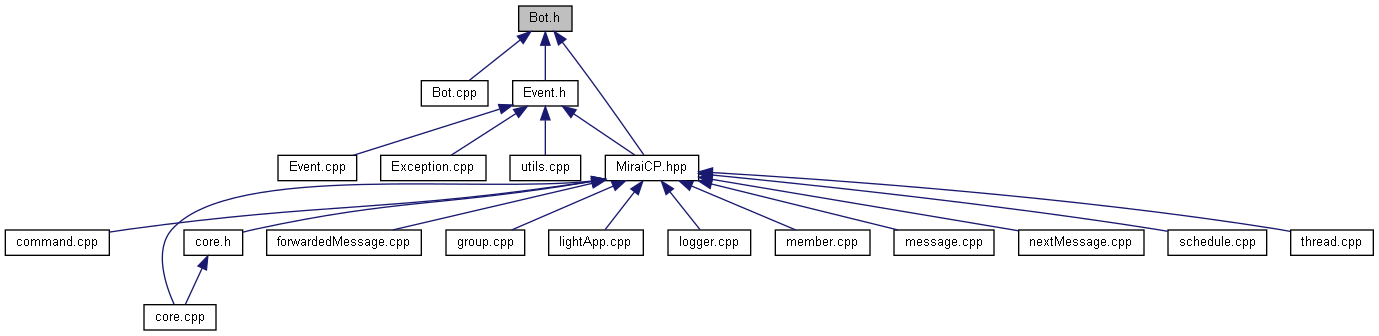 Bot.h
Bot.cpp
Event.h
Event.cpp
Exception.cpp
utils.cpp
MiraiCP.hpp
command.cpp
core.h
forwardedMessage.cpp
group.cpp
lightApp.cpp
logger.cpp
member.cpp
message.cpp
nextMessage.cpp
schedule.cpp
thread.cpp
core.cpp